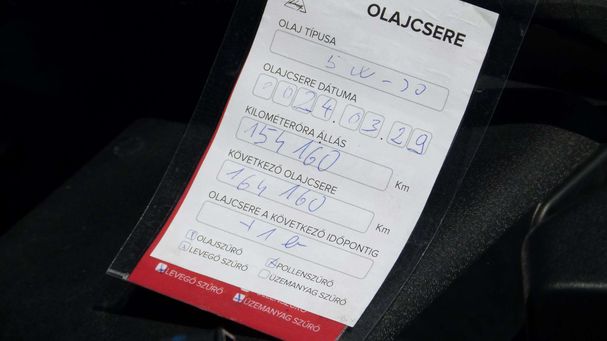 OLAJCSERE
OLAJ TÍPUSA
5W-30
OLAJCSERE DÁTUMA
2024.03.29
KILOMÉTERÓRA ÁLLÁS
154 160 Km
KÖVETKEZŐ OLAJCSERE
164 160 Km
OLAJCSERE A KÖVETKEZŐ IDŐPONTIG
+1 é
OLAJSZŰRŐ POLLENSZŰRŐ
LEVEGŐ SZŰRŐ ÜZEMANYAG SZŰRŐ
LEVEGŐ SZŰRŐ ÜZEMANYAG SZŰRŐ